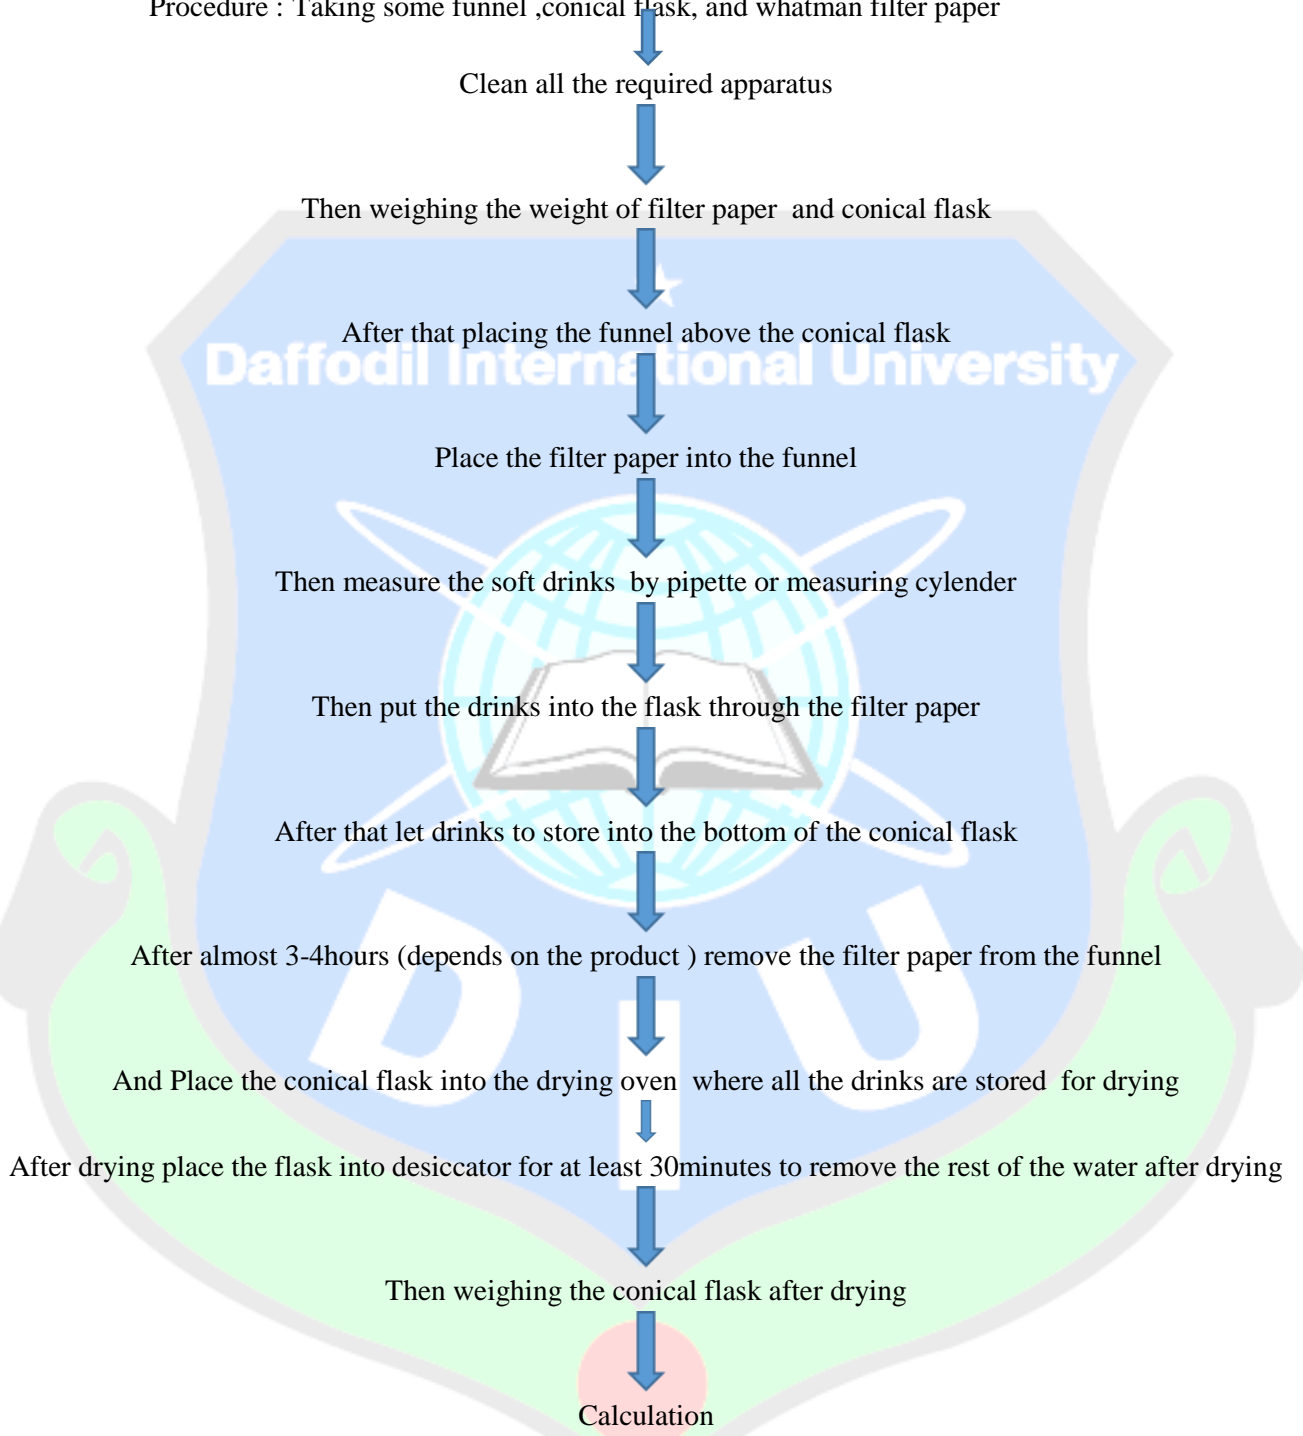 Procedure : Taking some funnel ,conical flask, and whatman filter paper
Clean all the required apparatus
Then weighing the weight of filter paper and conical flask
After that placing the funnel above the conical flask
Daffodil International University
Place the filter paper into the funnel
Then measure the soft drinks by pipette or measuring cylender
Then put the drinks into the flask through the filter paper
After that let drinks to store into the bottom of the conical flask
After almost 3-4hours (depends on the product ) remove the filter paper from the funnel
D I U
And Place the conical flask into the drying oven where all the drinks are stored for drying
After drying place the flask into desiccator for at least 30minutes to remove the rest of the water after drying
Then weighing the conical flask after drying
Calculation